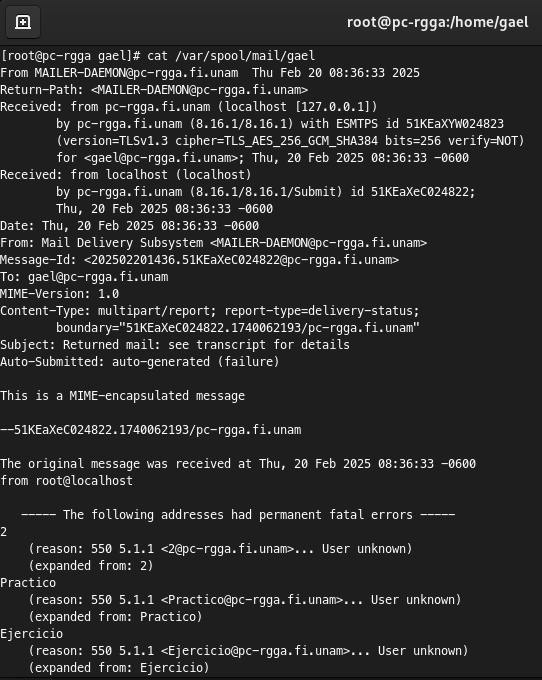 root@pc-rgga:/home/gael
[root@pc-rgga gael]# cat /var/spool/mail/gael
From MAILER-DAEMON@pc-rgga.fi.unam  Thu Feb 20 08:36:33 2025
Return-Path: <MAILER-DAEMON@pc-rgga.fi.unam>
Received: from pc-rgga.fi.unam (localhost [127.0.0.1])
        by pc-rgga.fi.unam (8.16.1/8.16.1) with ESMTPS id 51KEaXYW024823
        (version=TLSv1.3 cipher=TLS_AES_256_GCM_SHA384 bits=256 verify=NOT)
        for <gael@pc-rgga.fi.unam>; Thu, 20 Feb 2025 08:36:33 -0600
Received: from localhost (localhost)
        by pc-rgga.fi.unam (8.16.1/8.16.1/Submit) id 51KEaXeC024822;
        Thu, 20 Feb 2025 08:36:33 -0600
Date: Thu, 20 Feb 2025 08:36:33 -0600
From: Mail Delivery Subsystem <MAILER-DAEMON@pc-rgga.fi.unam>
Message-Id: <202502201436.51KEaXeC024822@pc-rgga.fi.unam>
To: gael@pc-rgga.fi.unam
MIME-Version: 1.0
Content-Type: multipart/report; report-type=delivery-status;
        boundary="51KEaXeC024822.1740062193/pc-rgga.fi.unam"
Subject: Returned mail: see transcript for details
Auto-Submitted: auto-generated (failure)

This is a MIME-encapsulated message

--51KEaXeC024822.1740062193/pc-rgga.fi.unam

The original message was received at Thu, 20 Feb 2025 08:36:33 -0600
from root@localhost

   ----- The following addresses had permanent fatal errors -----
2
    (reason: 550 5.1.1 <2@pc-rgga.fi.unam>... User unknown)
    (expanded from: 2)
Practico
    (reason: 550 5.1.1 <Practico@pc-rgga.fi.unam>... User unknown)
    (expanded from: Practico)
Ejercicio
    (reason: 550 5.1.1 <Ejercicio@pc-rgga.fi.unam>... User unknown)
    (expanded from: Ejercicio)